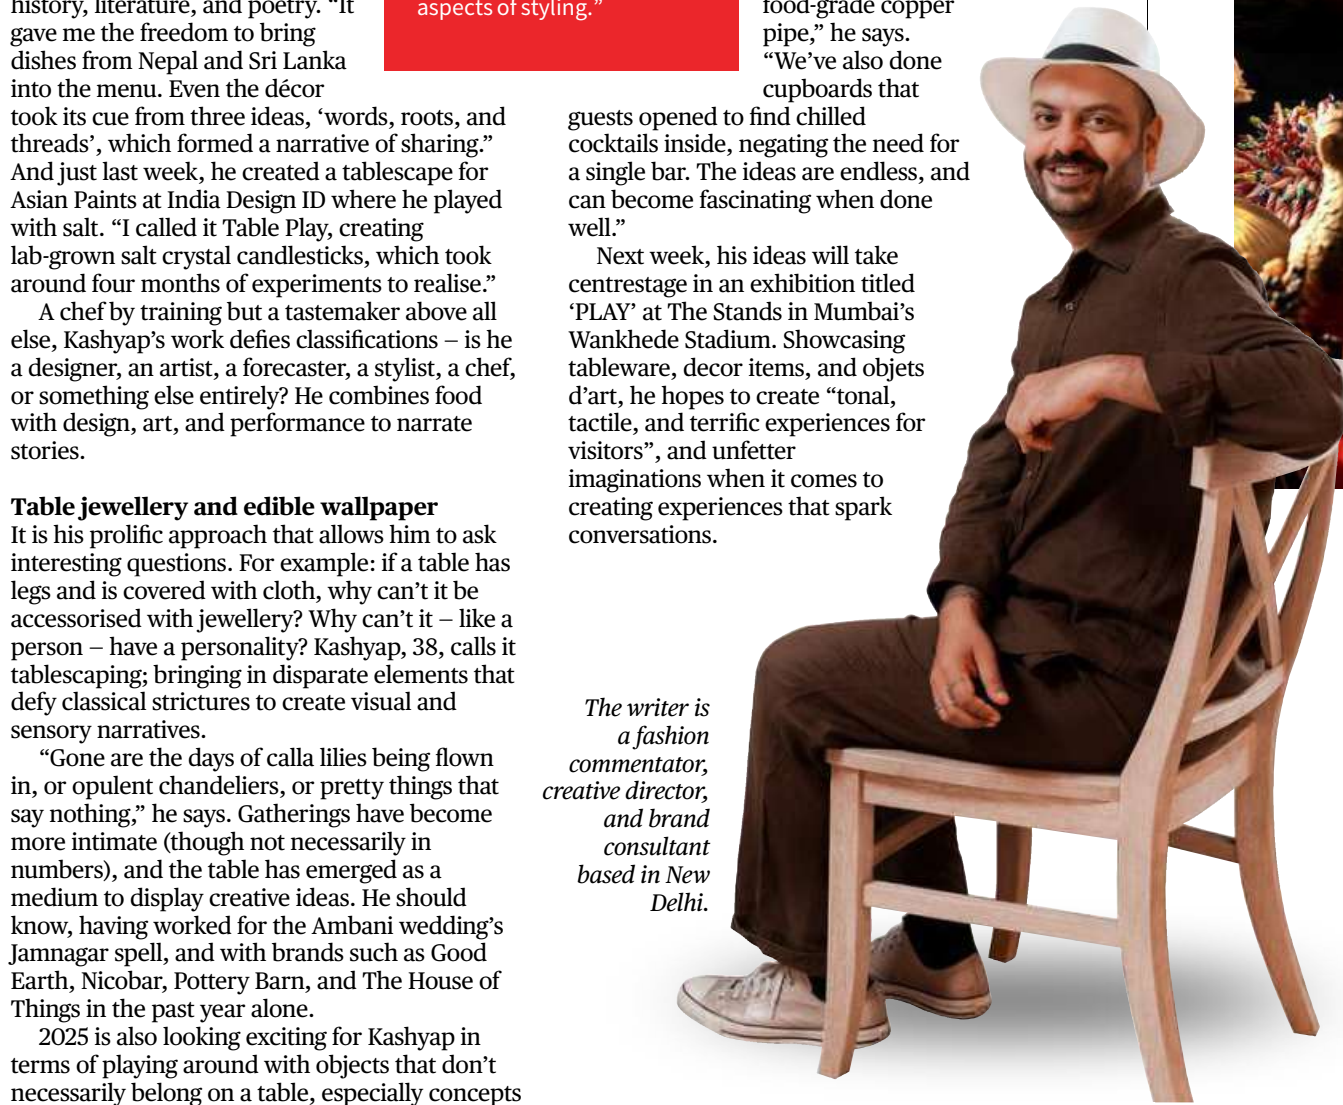 history, literature, and poetry. “It
gave me the freedom to bring
dishes from Nepal and Sri Lanka
into the menu. Even the décor
took its cue from three ideas, ‘words, roots, and
threads’, which formed a narrative of sharing.”
And just last week, he created a tablescape for
Asian Paints at India Design ID where he played
with salt. “I called it Table Play, creating
lab-grown salt crystal candlesticks, which took
around four months of experiments to realise.”
A chef by training but a tastemaker above all
else, Kashyap’s work defies classifications — is he
a designer, an artist, a forecaster, a stylist, a chef,
or something else entirely? He combines food
with design, art, and performance to narrate
stories.
Table jewellery and edible wallpaper
It is his prolific approach that allows him to ask
interesting questions. For example: if a table has
legs and is covered with cloth, why can’t it be
accessorised with jewellery? Why can’t it — like a
person — have a personality? Kashyap, 38, calls it
tablescaping; bringing in disparate elements that
defy classical strictures to create visual and
sensory narratives.
“Gone are the days of calla lilies being flown
in, or opulent chandeliers, or pretty things that
say nothing,” he says. Gatherings have become
more intimate (though not necessarily in
numbers), and the table has emerged as a
medium to display creative ideas. He should
know, having worked for the Ambani wedding’s
Jamnagar spell, and with brands such as Good
Earth, Nicobar, Pottery Barn, and The House of
Things in the past year alone.
2025 is also looking exciting for Kashyap in
terms of playing around with objects that don’t
necessarily belong on a table, especially concepts
aspects of styling.”
food-grade copper
pipe,” he says.
“We’ve also done
cupboards that
guests opened to find chilled
cocktails inside, negating the need for
a single bar. The ideas are endless, and
can become fascinating when done
well.”
Next week, his ideas will take
centrestage in an exhibition titled
‘PLAY’ at The Stands in Mumbai’s
Wankhede Stadium. Showcasing
tableware, decor items, and objets
d’art, he hopes to create “tonal,
tactile, and terrific experiences for
visitors”, and unfetter
imaginations when it comes to
creating experiences that spark
conversations.
The writer is
a fashion
commentator,
creative director,
and brand
consultant
based in New
Delhi.